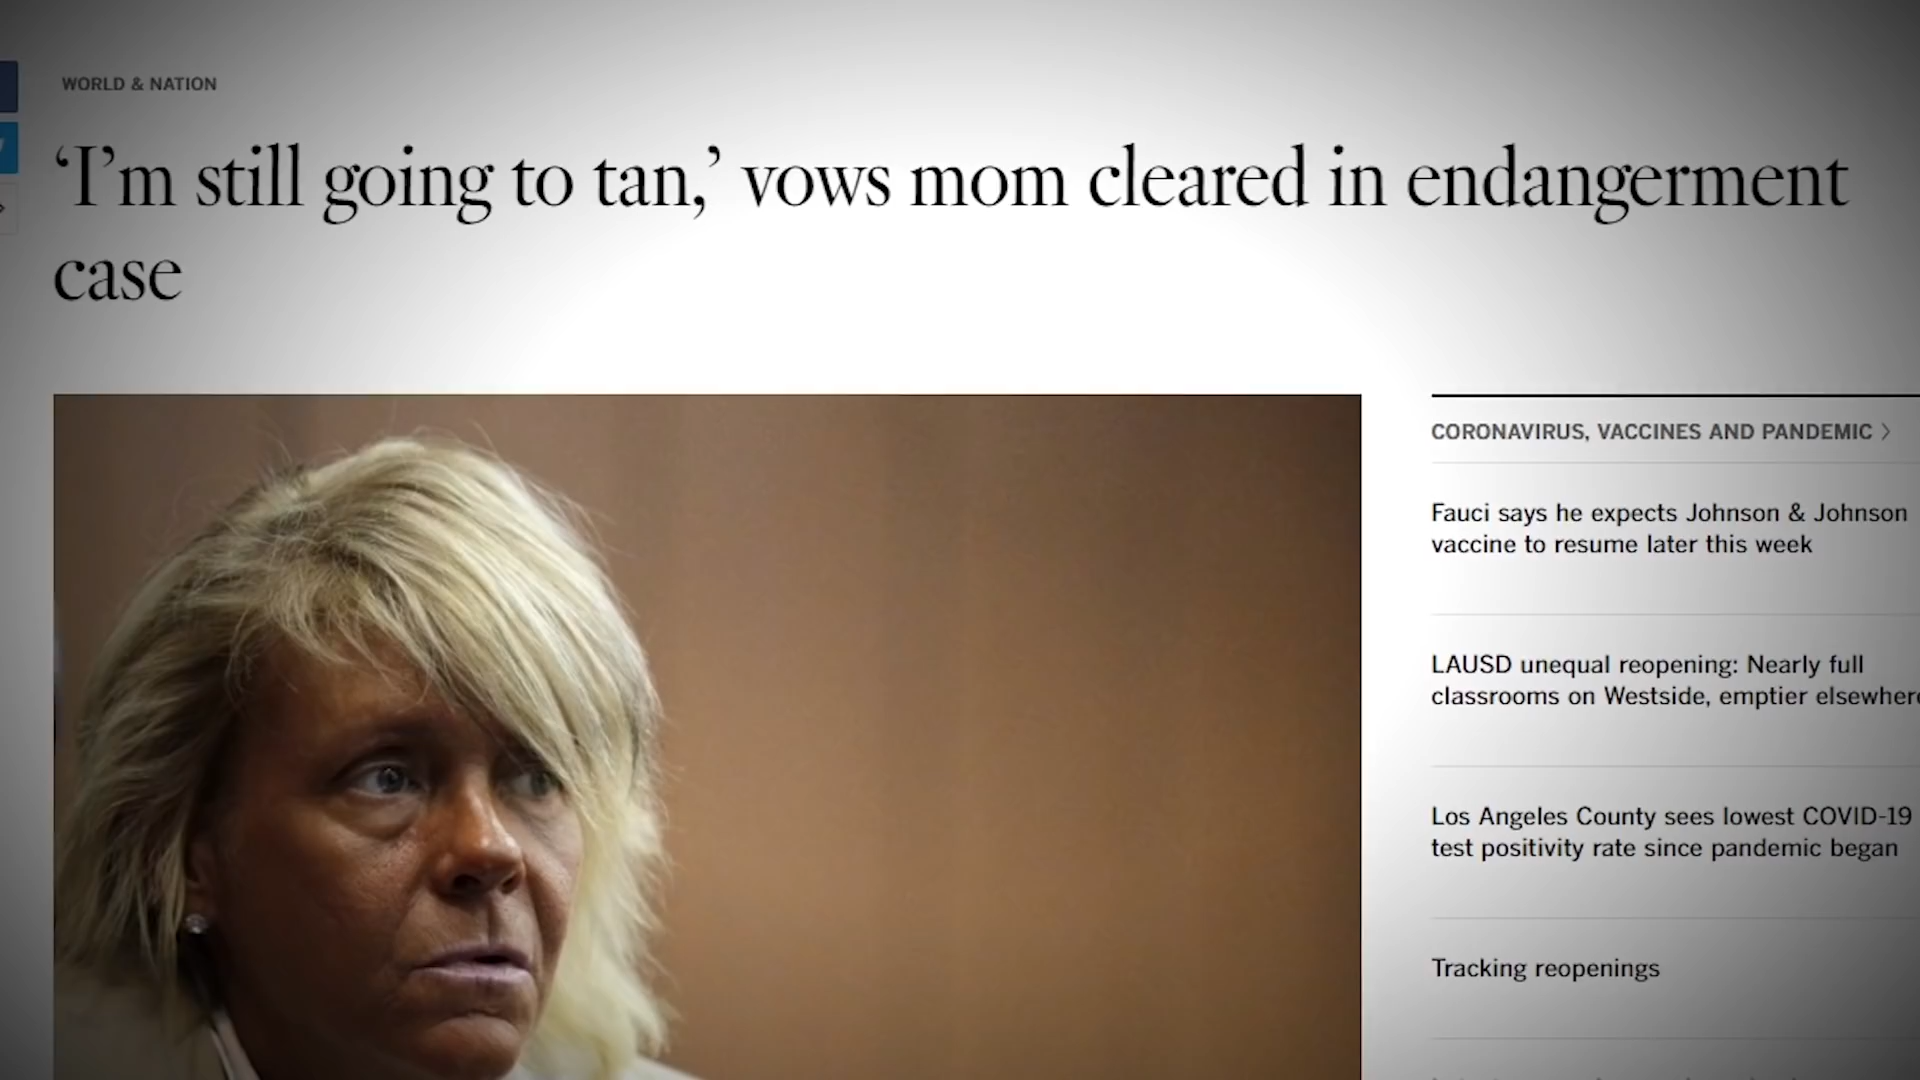 WORLD & NATION
‘I’m still going to tan,’ vows mom cleared in endangerment
case
CORONAVIRUS, VACCINES AND PANDEMIC >
Fauci says he expects Johnson & Johnson
vaccine to resume later this week
LAUSD unequal reopening: Nearly full
classrooms on Westside, emptier elsewhere
Los Angeles County sees lowest COVID-19
test positivity rate since pandemic began
Tracking reopenings